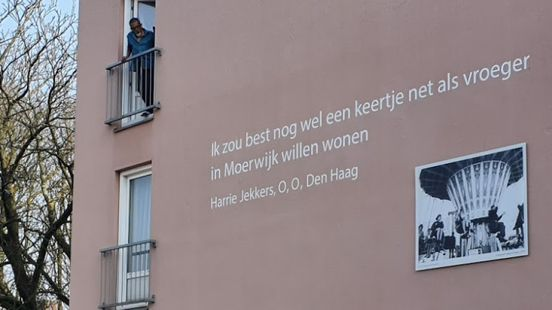 Ik zou best nog wel een keertje net als vroeger
in Moerwijk willen wonen
Harrie Jekkers, O, O, Den Haag